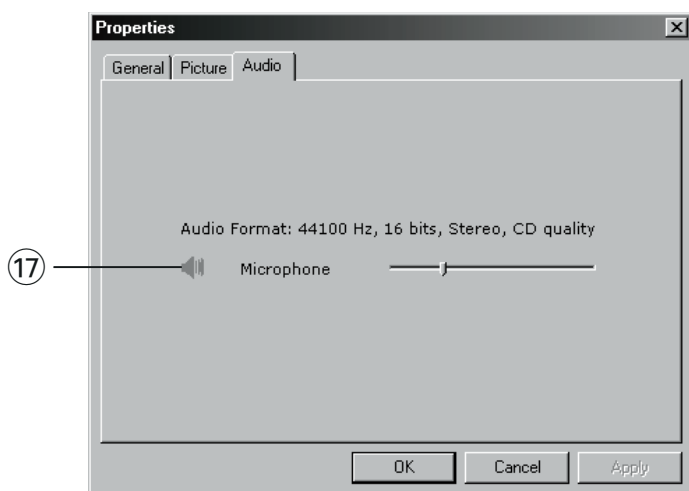 Properties
General Picture Audio
Audio Format: 44100 Hz, 16 bits, Stereo, CD quality
17 Microphone
OK Cancel Apply